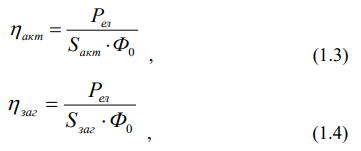 η_акт = P_ел / (S_акт · Φ_0) , (1.3)
η_заг = P_ел / (S_заг · Φ_0) , (1.4)